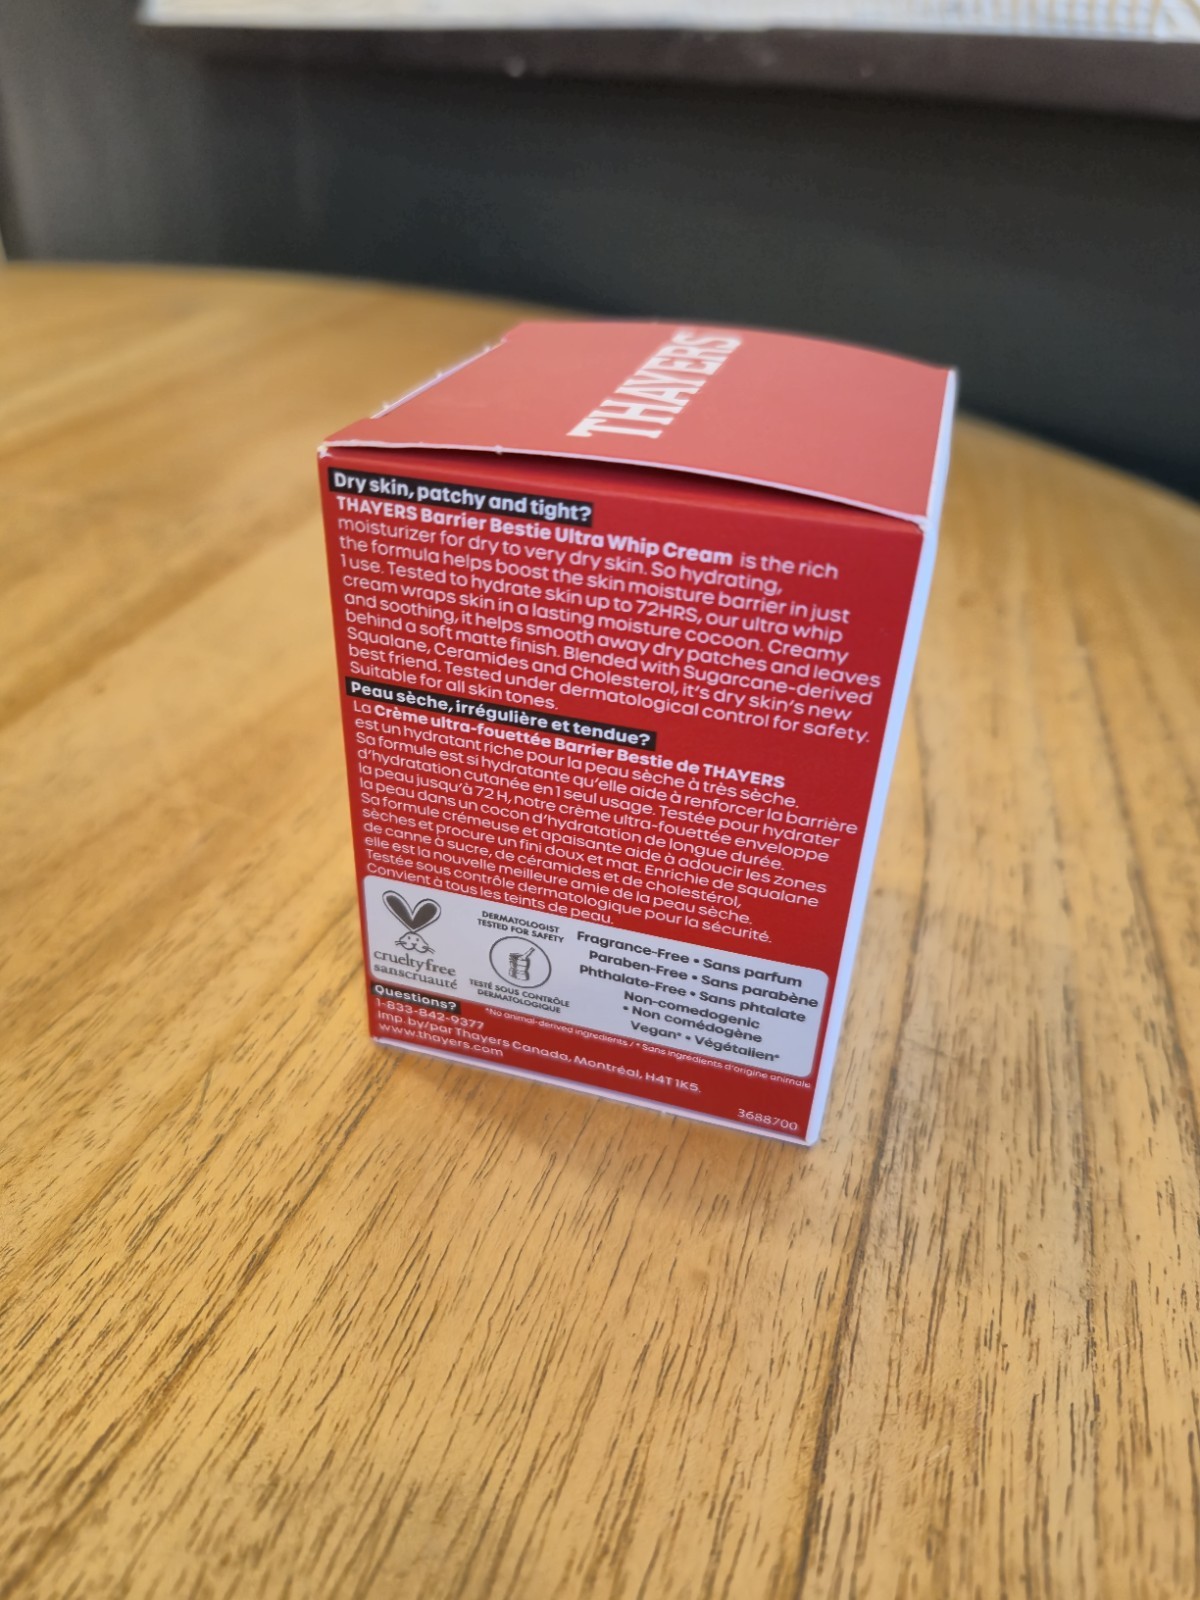 THAYERS
Dry skin, patchy and tight?
THAYERS Barrier Bestie Ultra Whip Cream is the rich
moisturizer for dry to very dry skin. So hydrating,
the formula helps boost the skin moisture barrier in just
1 use. Tested to hydrate skin up to 72HRS, our ultra whip
cream wraps skin in a lasting moisture cocoon. Creamy
and soothing, it helps smooth away dry patches and leaves
behind a soft matte finish. Blended with Sugarcane-derived
Squalane, Ceramides and Cholesterol, it's dry skin's new
best friend. Tested under dermatological control for safety.
Suitable for all skin tones.
Peau sèche, irrégulière et tendue?
La Crème ultra-fouettée Barrier Bestie de THAYERS
est un hydratant riche pour la peau sèche à très sèche.
Sa formule est si hydratante qu'elle aide à renforcer la barrière
d'hydratation cutanée en 1 seul usage. Testée pour hydrater
la peau jusqu'à 72 H, notre crème ultra-fouettée enveloppe
la peau dans un cocon d'hydratation de longue durée.
Sa formule crémeuse et apaisante aide à adoucir les zones
sèches et procure un fini doux et mat. Enrichie de squalane
de canne à sucre, de céramides et de cholestérol,
elle est la nouvelle meilleure amie de la peau sèche.
Testée sous contrôle dermatologique pour la sécurité.
Convient à tous les teints de peau.
cruelty free
sanscruauté
DERMATOLOGIST
TESTED FOR SAFETY
TESTÉ SOUS CONTRÔLE
DERMATOLOGIQUE
Fragrance-Free • Sans parfum
Paraben-Free • Sans parabène
Phthalate-Free • Sans phtalate
Non-comedogenic
• Non comédogène
Vegan* • Végétalien*
*No animal-derived ingredients / *Sans ingrédients d'origine animale
Questions?
1-833-842-9377
Imp. by/par Thayers Canada, Montréal, H4T 1K5.
www.thayers.com
3688700